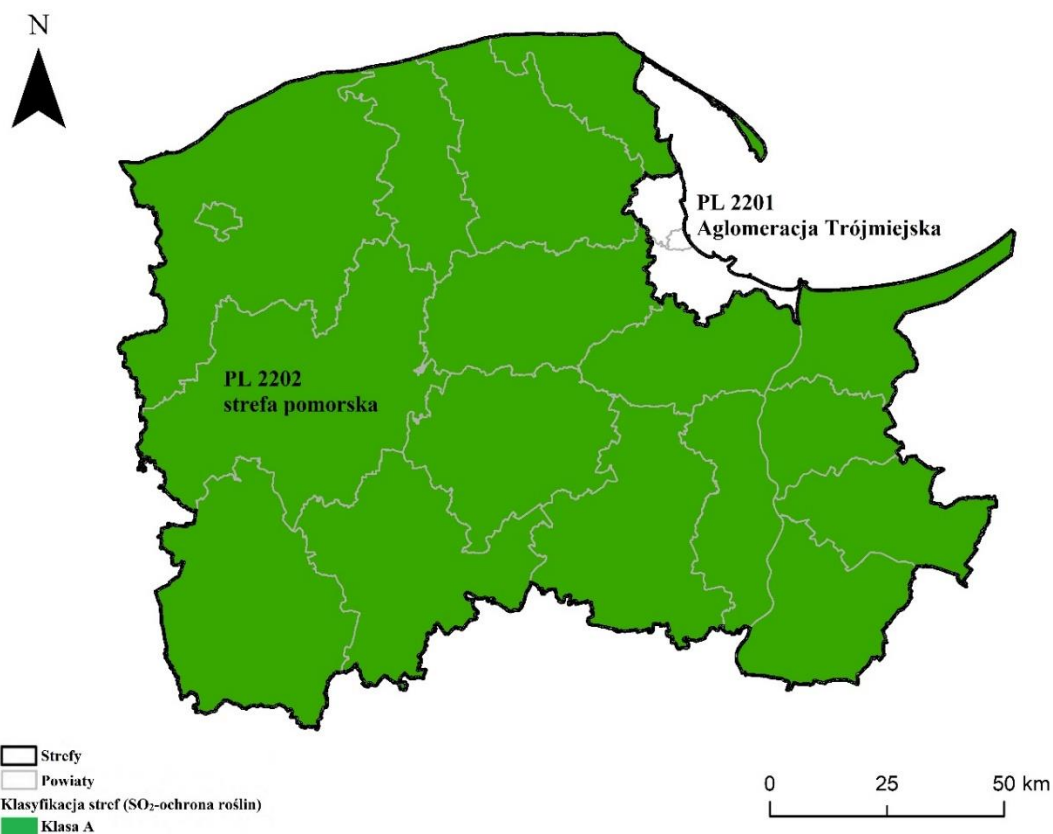 N
PL 2201
Aglomeracja Trójmiejska
PL 2202
strefa pomorska
Strefy
Powiaty
Klasyfikacja stref (SO₂-ochrona roślin)
Klasa A
0 25 50 km